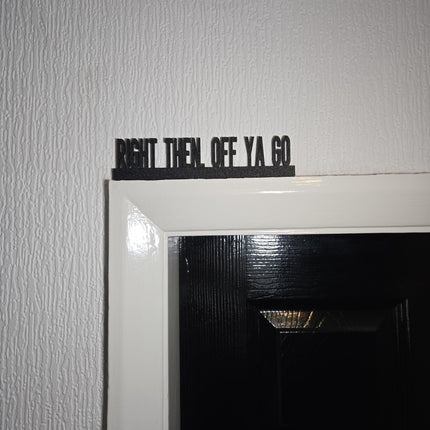 RIGHT THEN, OFF YA GO